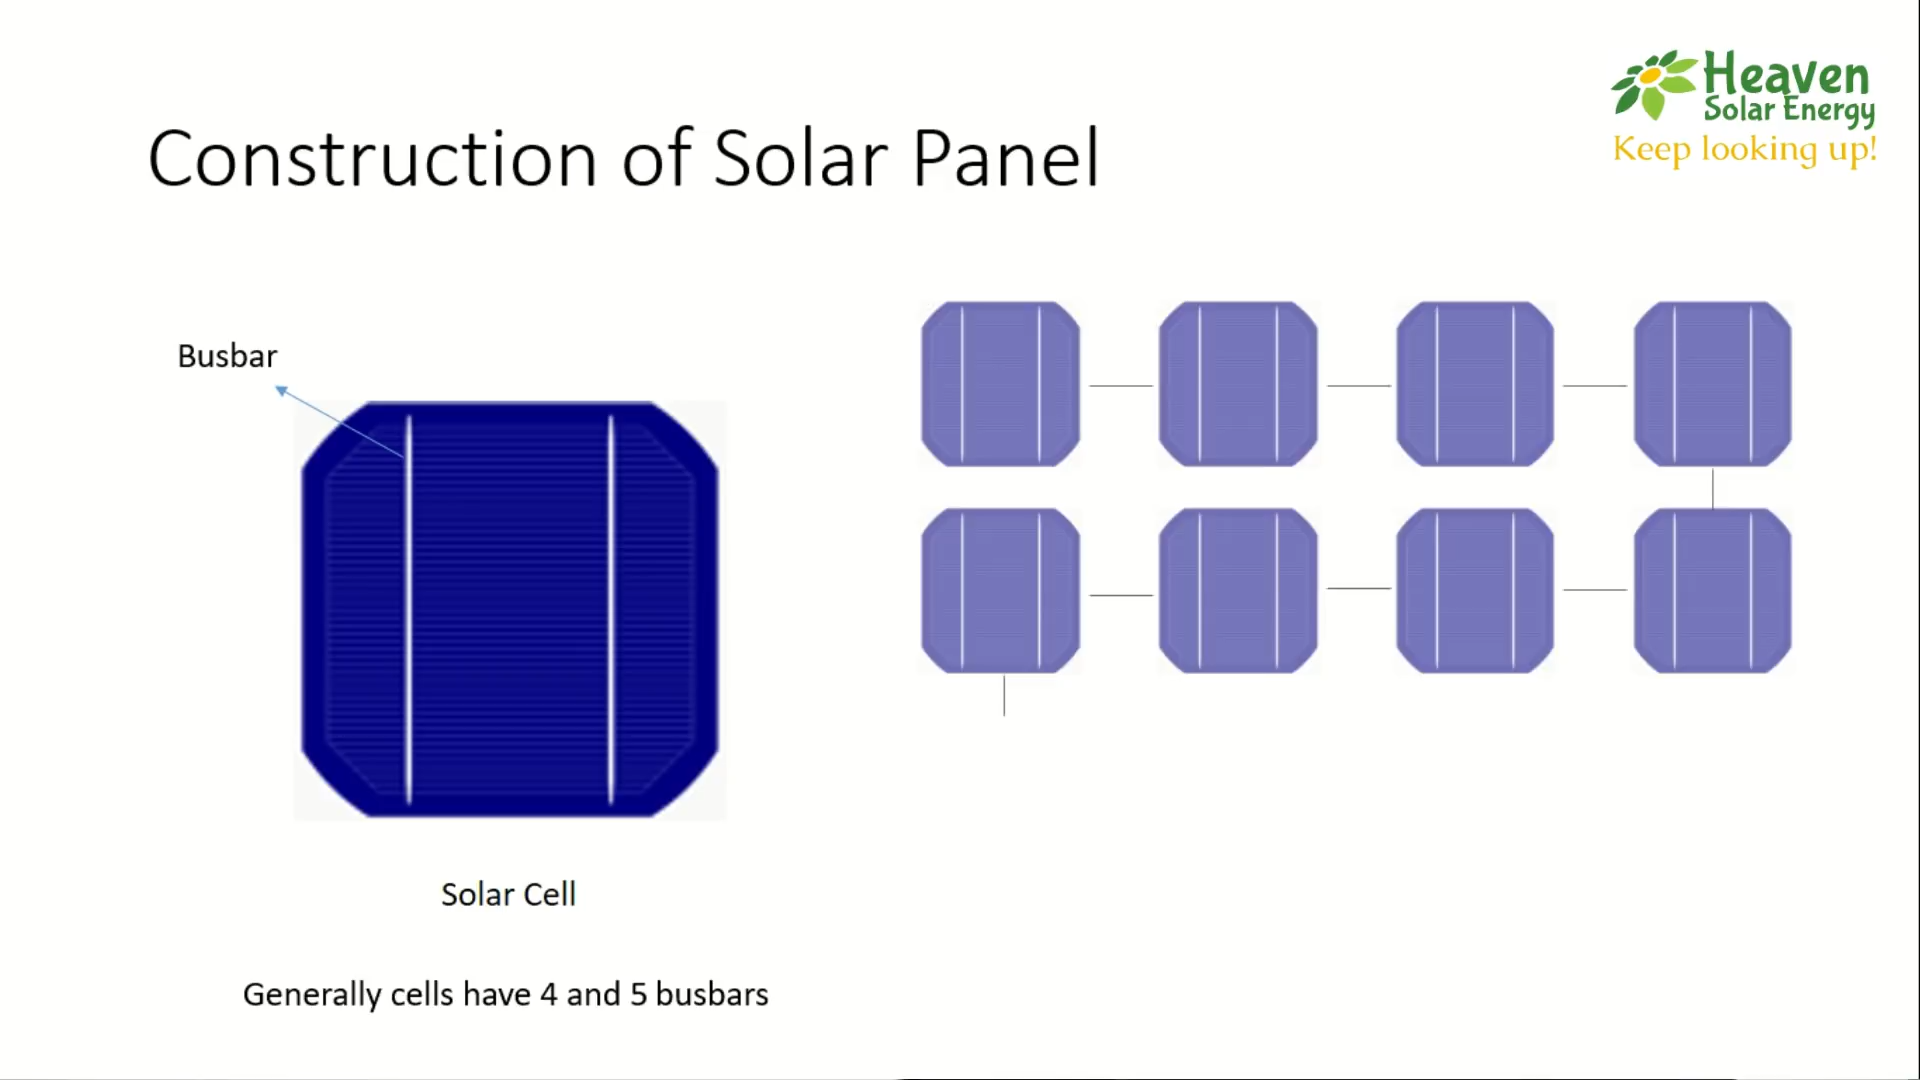 Heaven
Solar Energy
Keep looking up!
Construction of Solar Panel
Busbar
Solar Cell
Generally cells have 4 and 5 busbars